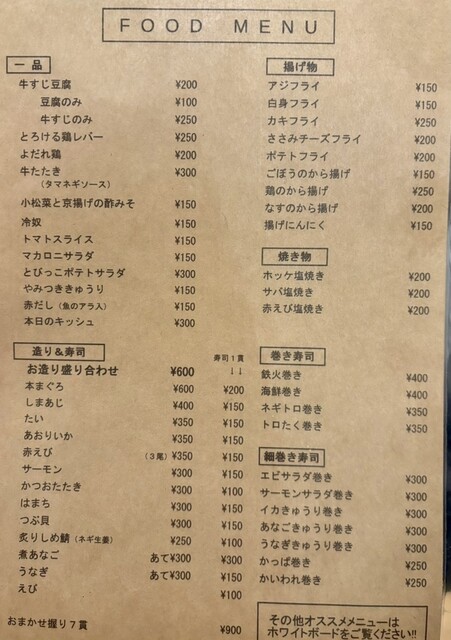 FOOD MENU
一品
牛すじ豆腐 ¥200
豆腐のみ ¥100
牛すじのみ ¥250
とろける鶏レバー ¥250
よだれ鶏 ¥200
牛たたき ¥300
(タマネギソース)
小松菜と京揚げの酢みそ ¥150
冷奴 ¥150
トマトスライス ¥150
マカロニサラダ ¥150
とびっこポテトサラダ ¥300
やみつききゅうり ¥150
赤だし(魚のアラ入) ¥150
本日のキッシュ ¥300
造り&寿司
寿司1貫
お造り盛り合わせ ¥600 ↓↓
本まぐろ ¥600 ¥200
しまあじ ¥400 ¥150
たい ¥350 ¥150
あおりいか ¥350 ¥150
赤えび (3尾)¥350 ¥150
サーモン ¥300 ¥150
かつおたたき ¥300 ¥100
はまち ¥300 ¥150
つぶ貝 ¥300 ¥150
炙りしめ鯖(ネギ生姜) ¥250 ¥150
煮あなご あて¥300
うなぎ あて¥300 ¥150
えび ¥100
おまかせ握り7貫 ¥900
揚げ物
アジフライ ¥150
白身フライ ¥150
カキフライ ¥250
ささみチーズフライ ¥200
ポテトフライ ¥200
ごぼうのから揚げ ¥150
鶏のから揚げ ¥250
なすのから揚げ ¥200
揚げにんにく ¥150
焼き物
ホッケ塩焼き ¥200
サバ塩焼き ¥200
赤えび塩焼き ¥200
巻き寿司
鉄火巻き ¥400
海鮮巻き ¥400
ネギトロ巻き ¥350
トロたく巻き ¥350
細巻き寿司
エビサラダ巻き ¥300
サーモンサラダ巻き ¥300
イカきゅうり巻き ¥300
あなごきゅうり巻き ¥300
うなぎきゅうり巻き ¥300
かっぱ巻き ¥250
かいわれ巻き ¥250
その他オススメメニューは
ホワイトボードをご覧ください!!